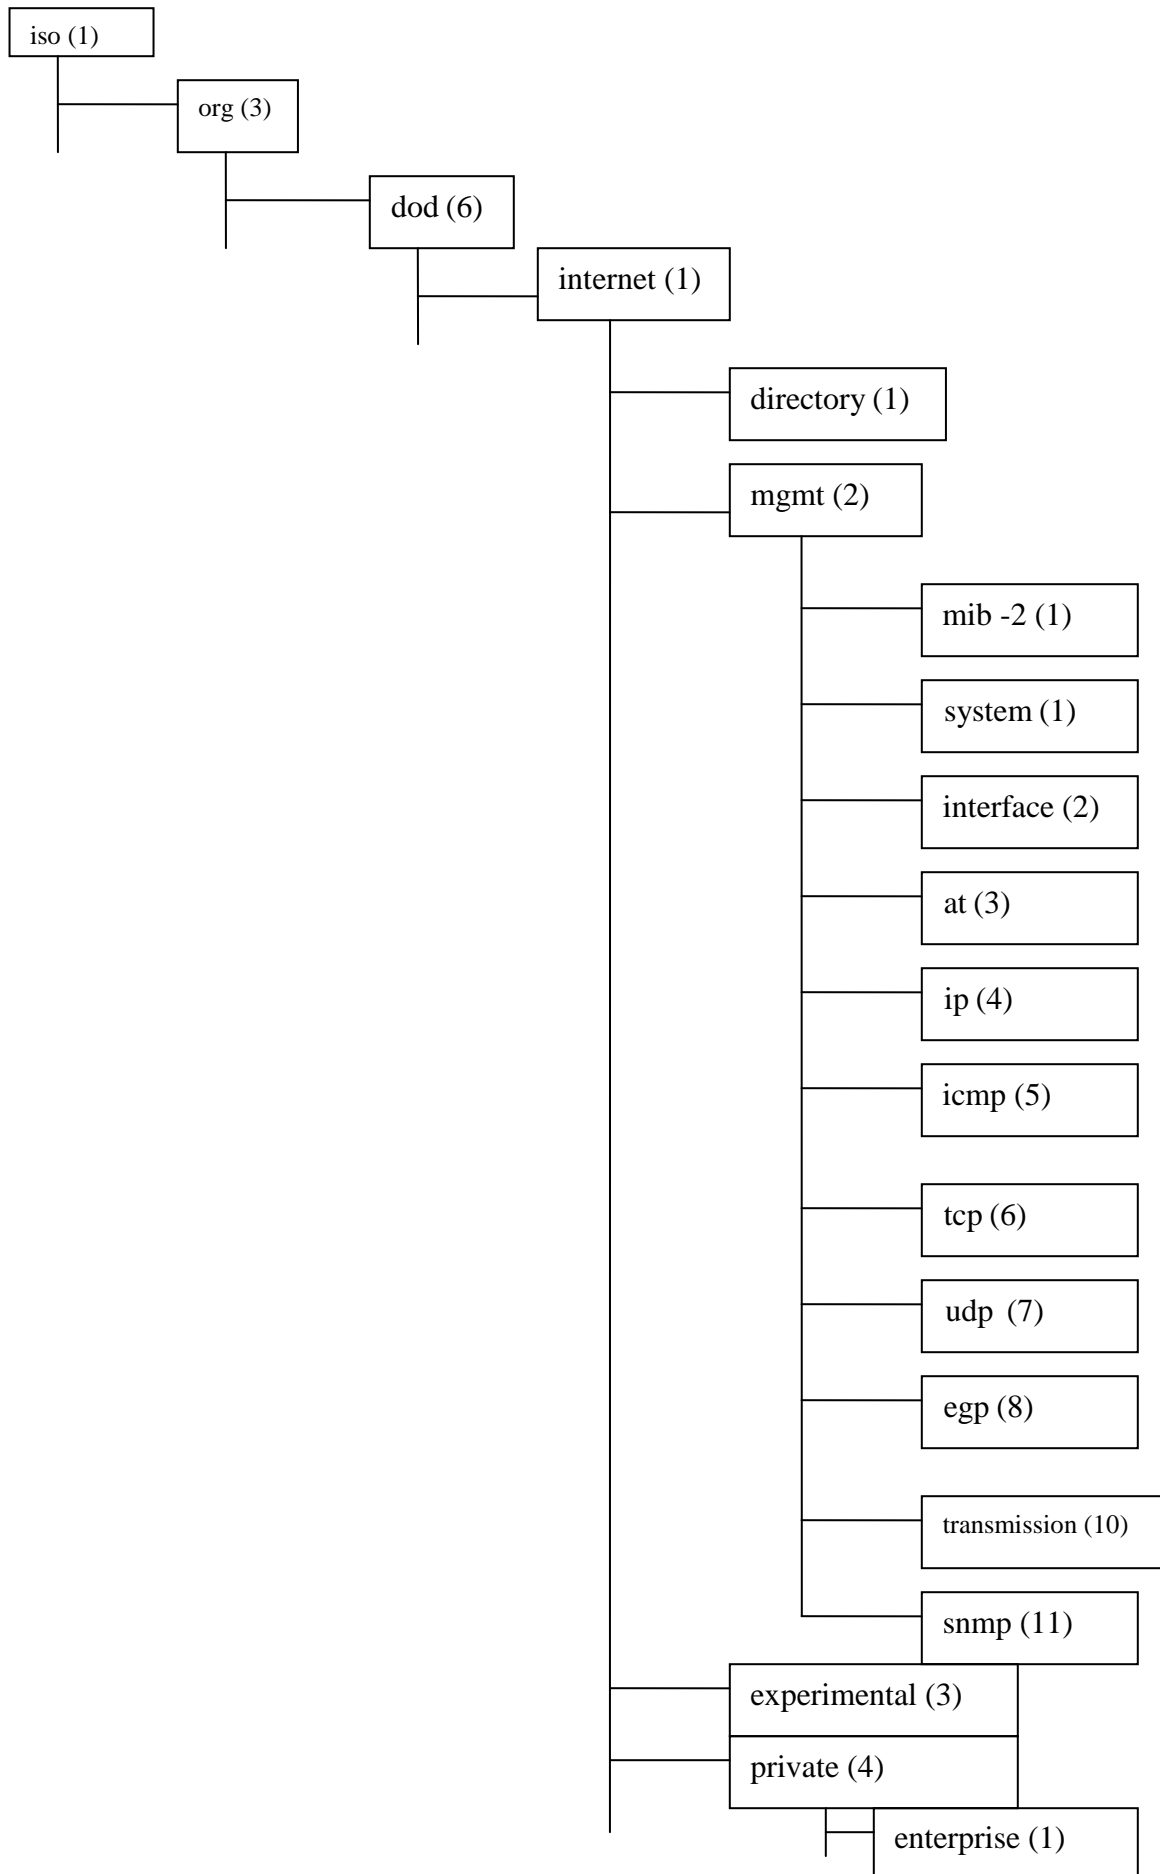 iso (1)
org (3)
dod (6)
internet (1)
directory (1)
mgmt (2)
mib -2 (1)
system (1)
interface (2)
at (3)
ip (4)
icmp (5)
tcp (6)
udp (7)
egp (8)
transmission (10)
snmp (11)
experimental (3)
private (4)
enterprise (1)